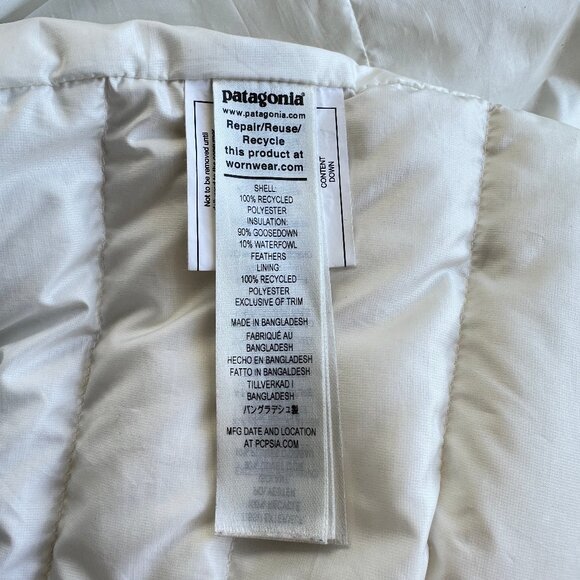 patagonia®
www.patagonia.com
Repair/Reuse/
Recycle
this product at
wornwear.com
SHELL:
100% RECYCLED
POLYESTER
INSULATION:
90% GOOSEDOWN
10% WATERFOWL
FEATHERS
LINING:
100% RECYCLED
POLYESTER
EXCLUSIVE OF TRIM
MADE IN BANGLADESH
FABRIQUÉ AU
BANGLADESH
HECHO EN BANGLADESH
FATTO IN BANGALDESH
TILLVERKAD I
BANGLADESH
バングラデシュ製
MFG DATE AND LOCATION
AT PCPSIA.COM
Not to be removed until
CONTENT
DOWN